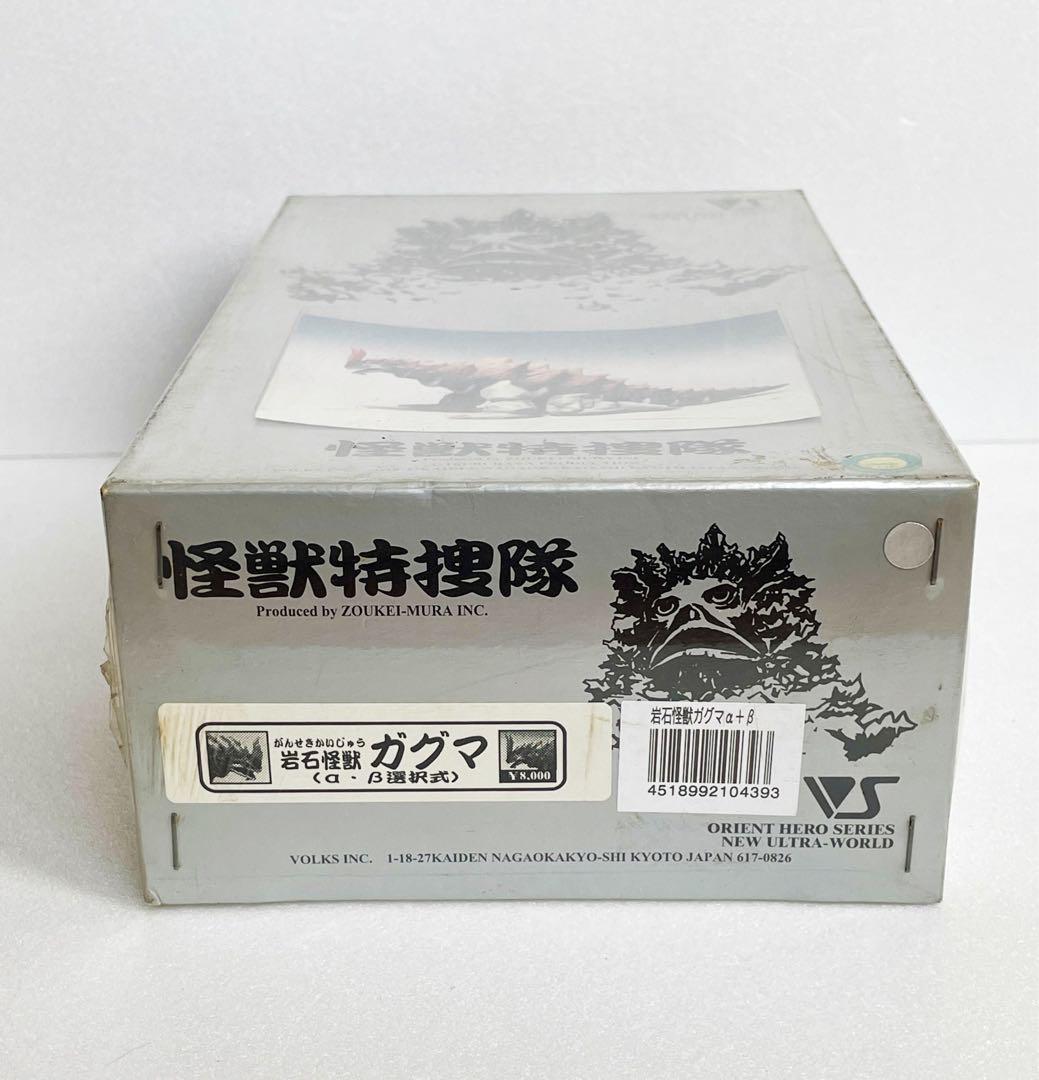 VS
怪獣特捜隊
怪獣特捜隊
Produced by ZOUKEI-MURA INC.
がんせきかいじゅう
岩石怪獣 ガグマ
(α・β選択式)
¥8,000
岩石怪獣ガグマα+β
4518992104393
VS
ORIENT HERO SERIES
NEW ULTRA-WORLD
VOLKS INC. 1-18-27KAIDEN NAGAOKAKYO-SHI KYOTO JAPAN 617-0826